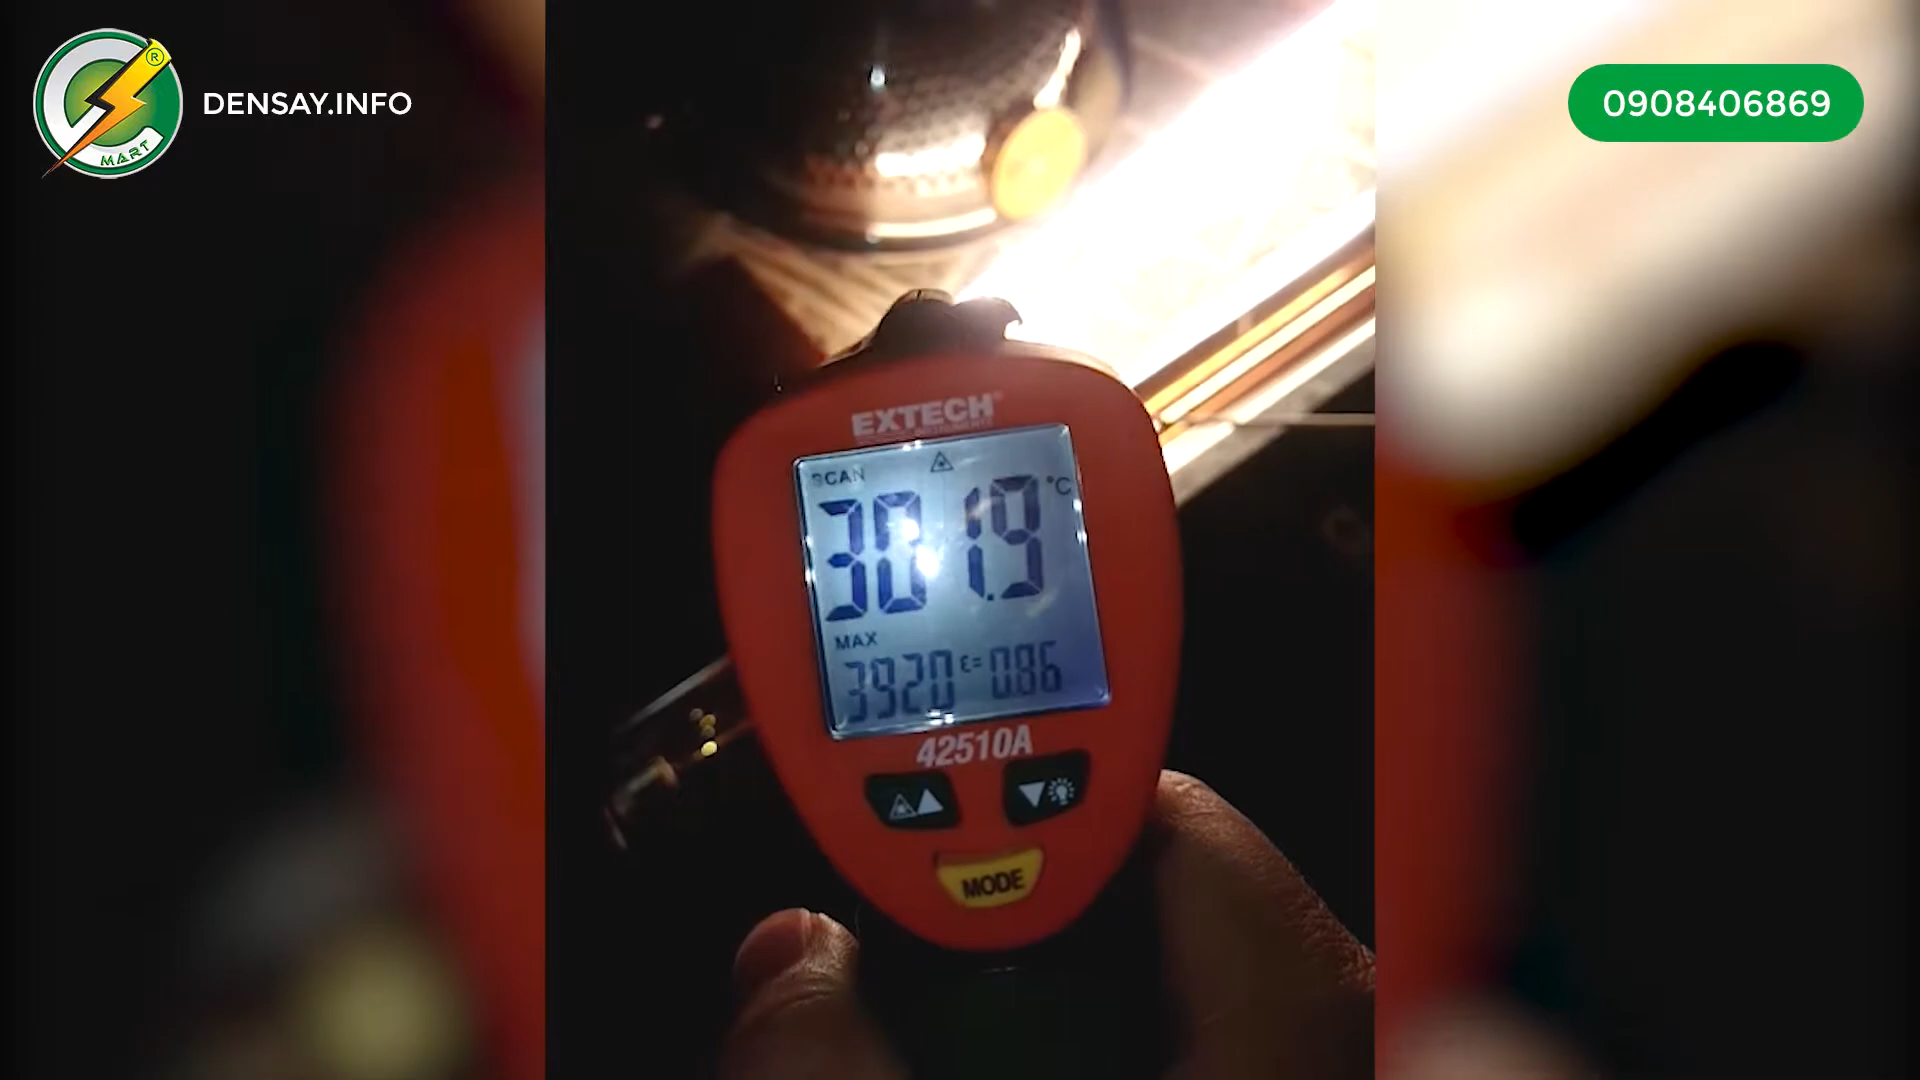 MART
®
DENSAY.INFO
0908406869
EXTECH
SCAN
301.9 °C
MAX
392.0 ε= 0.86
42510A
MODE